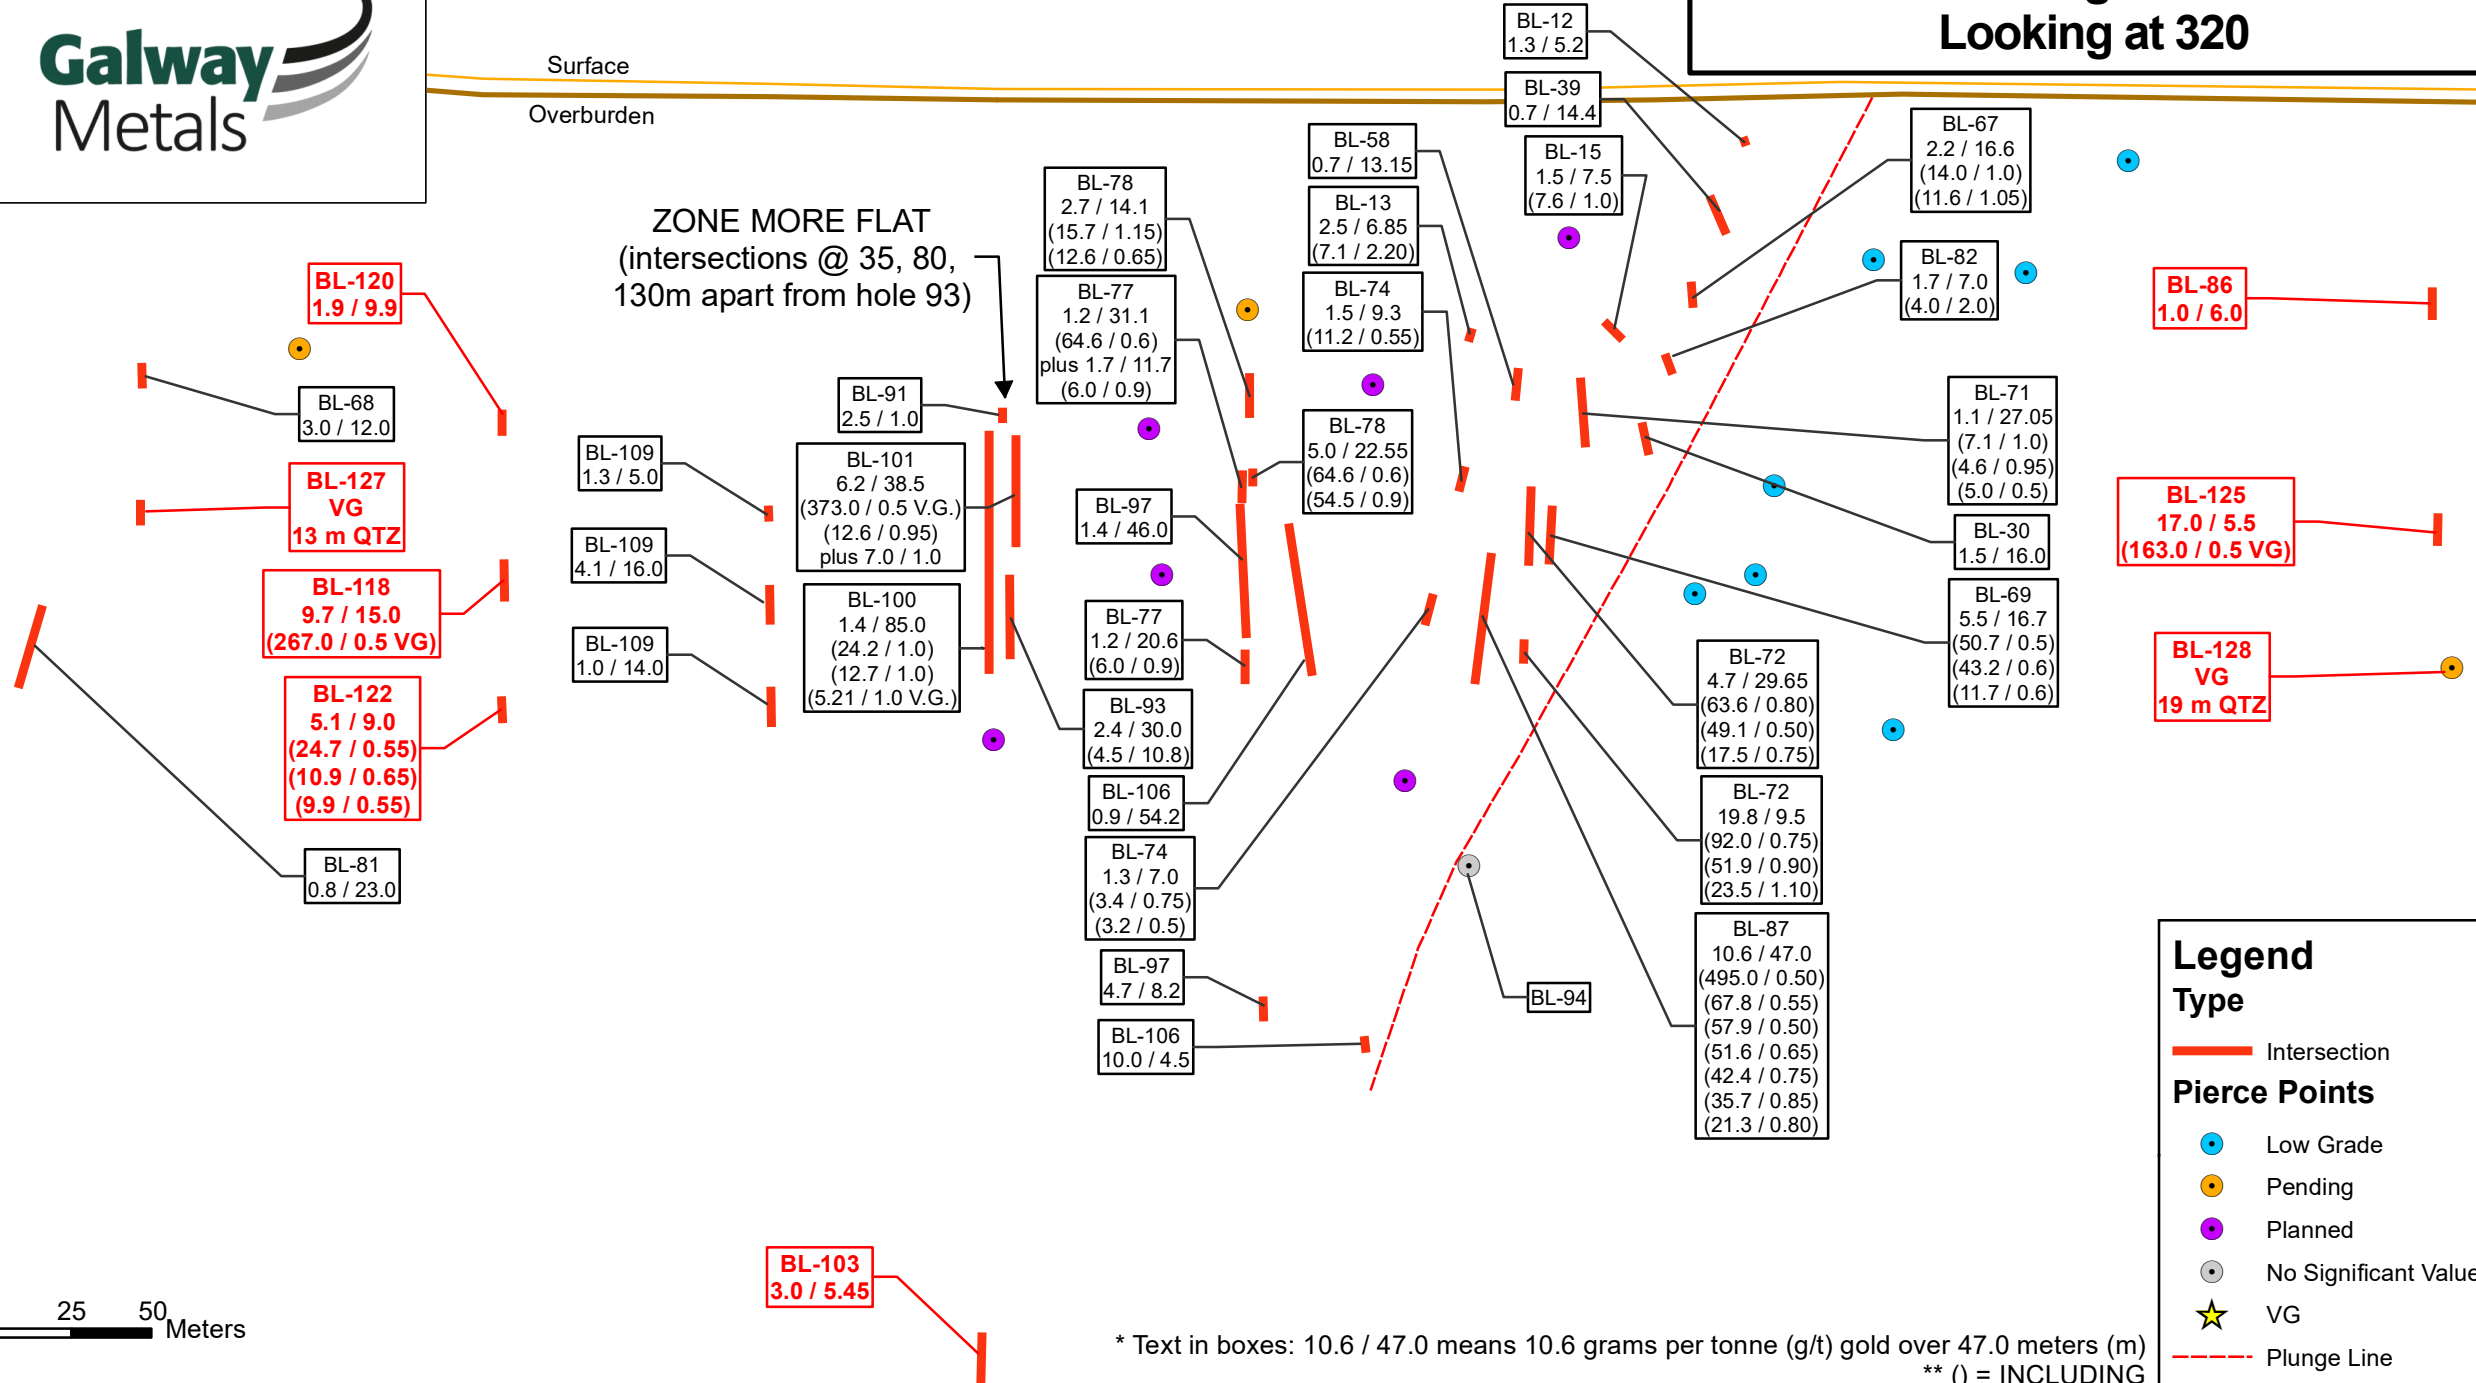 Galway
Metals
Looking at 320
Surface
Overburden
ZONE MORE FLAT
(intersections @ 35, 80,
130m apart from hole 93)
BL-12
1.3 / 5.2
BL-39
0.7 / 14.4
BL-58
0.7 / 13.15
BL-15
1.5 / 7.5
(7.6 / 1.0)
BL-67
2.2 / 16.6
(14.0 / 1.0)
(11.6 / 1.05)
BL-78
2.7 / 14.1
(15.7 / 1.15)
(12.6 / 0.65)
BL-13
2.5 / 6.85
(7.1 / 2.20)
BL-82
1.7 / 7.0
(4.0 / 2.0)
BL-120
1.9 / 9.9
BL-77
1.2 / 31.1
(64.6 / 0.6)
plus 1.7 / 11.7
(6.0 / 0.9)
BL-74
1.5 / 9.3
(11.2 / 0.55)
BL-86
1.0 / 6.0
BL-68
3.0 / 12.0
BL-91
2.5 / 1.0
BL-78
5.0 / 22.55
(64.6 / 0.6)
(54.5 / 0.9)
BL-71
1.1 / 27.05
(7.1 / 1.0)
(4.6 / 0.95)
(5.0 / 0.5)
BL-127
VG
13 m QTZ
BL-109
1.3 / 5.0
BL-101
6.2 / 38.5
(373.0 / 0.5 V.G.)
(12.6 / 0.95)
plus 7.0 / 1.0
BL-97
1.4 / 46.0
BL-30
1.5 / 16.0
BL-125
17.0 / 5.5
(163.0 / 0.5 VG)
BL-118
9.7 / 15.0
(267.0 / 0.5 VG)
BL-109
4.1 / 16.0
BL-100
1.4 / 85.0
(24.2 / 1.0)
(12.7 / 1.0)
(5.21 / 1.0 V.G.)
BL-77
1.2 / 20.6
(6.0 / 0.9)
BL-69
5.5 / 16.7
(50.7 / 0.5)
(43.2 / 0.6)
(11.7 / 0.6)
BL-128
VG
19 m QTZ
BL-122
5.1 / 9.0
(24.7 / 0.55)
(10.9 / 0.65)
(9.9 / 0.55)
BL-109
1.0 / 14.0
BL-93
2.4 / 30.0
(4.5 / 10.8)
BL-72
4.7 / 29.65
(63.6 / 0.80)
(49.1 / 0.50)
(17.5 / 0.75)
BL-106
0.9 / 54.2
BL-72
19.8 / 9.5
(92.0 / 0.75)
(51.9 / 0.90)
(23.5 / 1.10)
BL-81
0.8 / 23.0
BL-74
1.3 / 7.0
(3.4 / 0.75)
(3.2 / 0.5)
BL-87
10.6 / 47.0
(495.0 / 0.50)
(67.8 / 0.55)
(57.9 / 0.50)
(51.6 / 0.65)
(42.4 / 0.75)
(35.7 / 0.85)
(21.3 / 0.80)
BL-97
4.7 / 8.2
BL-94
BL-106
10.0 / 4.5
BL-103
3.0 / 5.45
Legend
Type
Intersection
Pierce Points
Low Grade
Pending
Planned
No Significant Value
VG
Plunge Line
25 50 Meters
* Text in boxes: 10.6 / 47.0 means 10.6 grams per tonne (g/t) gold over 47.0 meters (m)
** () = INCLUDING